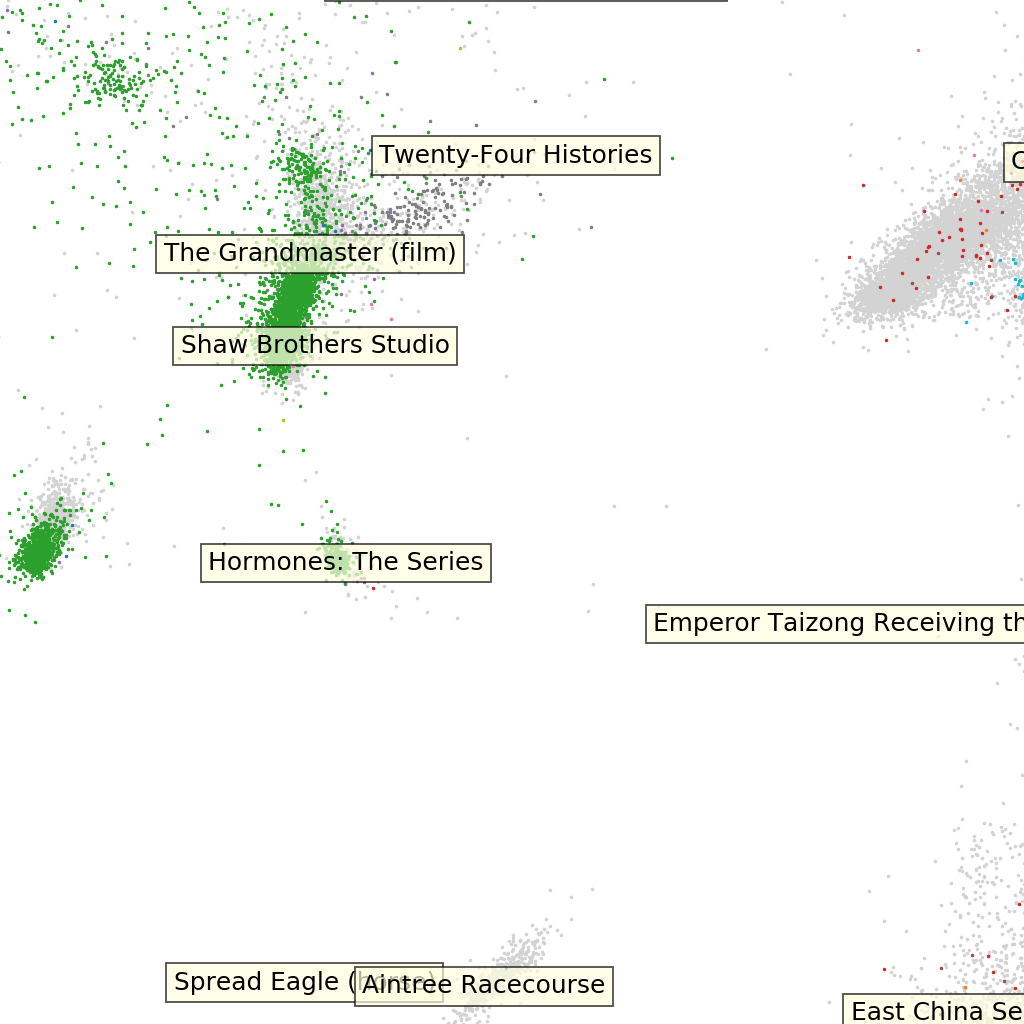 Twenty-Four Histories
The Grandmaster (film)
Shaw Brothers Studio
Hormones: The Series
Emperor Taizong Receiving th
Spread Eagle (horse)
Aintree Racecourse
East China Se